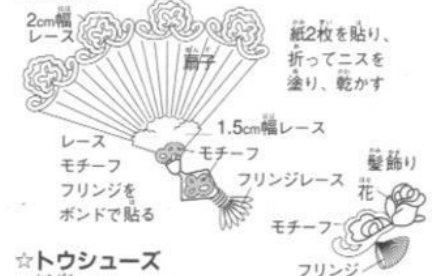 2cm幅
レース
扇子
紙2枚を貼り、
折ってニスを
塗り、乾かす
1.5cm幅レース
モチーフ
フリンジレース
レース
モチーフ
フリンジを
ボンドで貼る
髪飾り
花
モチーフ
フリンジ
☆トウシューズ